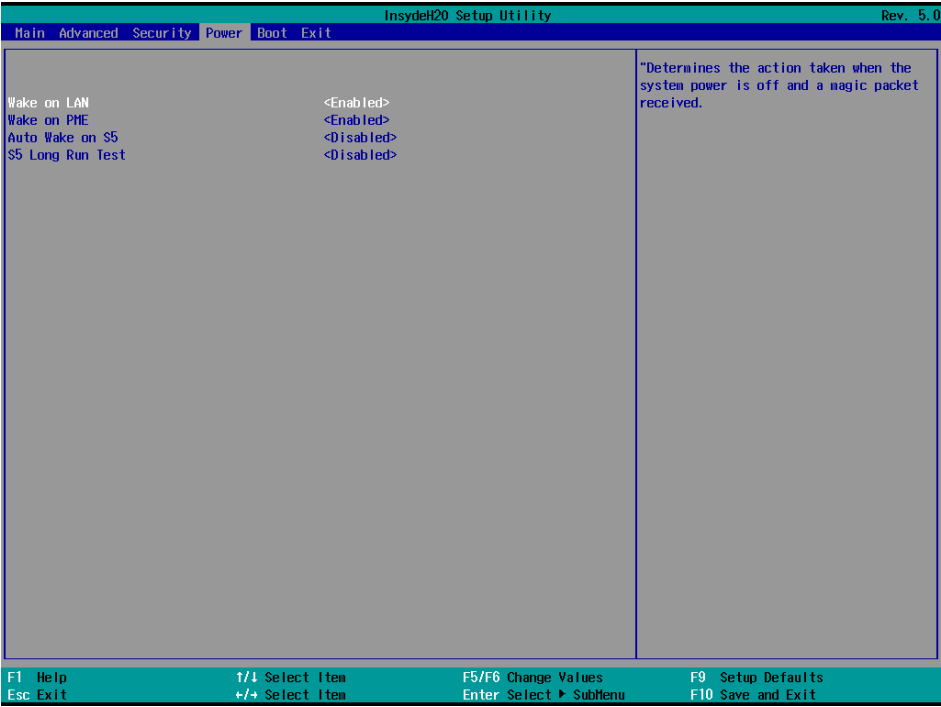 InsydeH20 Setup Utility Rev. 5.0
Main Advanced Security Power Boot Exit
"Determines the action taken when the
system power is off and a magic packet
received.
Wake on LAN <Enabled>
Wake on PME <Enabled>
Auto Wake on S5 <Disabled>
S5 Long Run Test <Disabled>
F1 Help ↑/↓ Select Item F5/F6 Change Values F9 Setup Defaults
Esc Exit ←/→ Select Item Enter Select ▶ SubMenu F10 Save and Exit